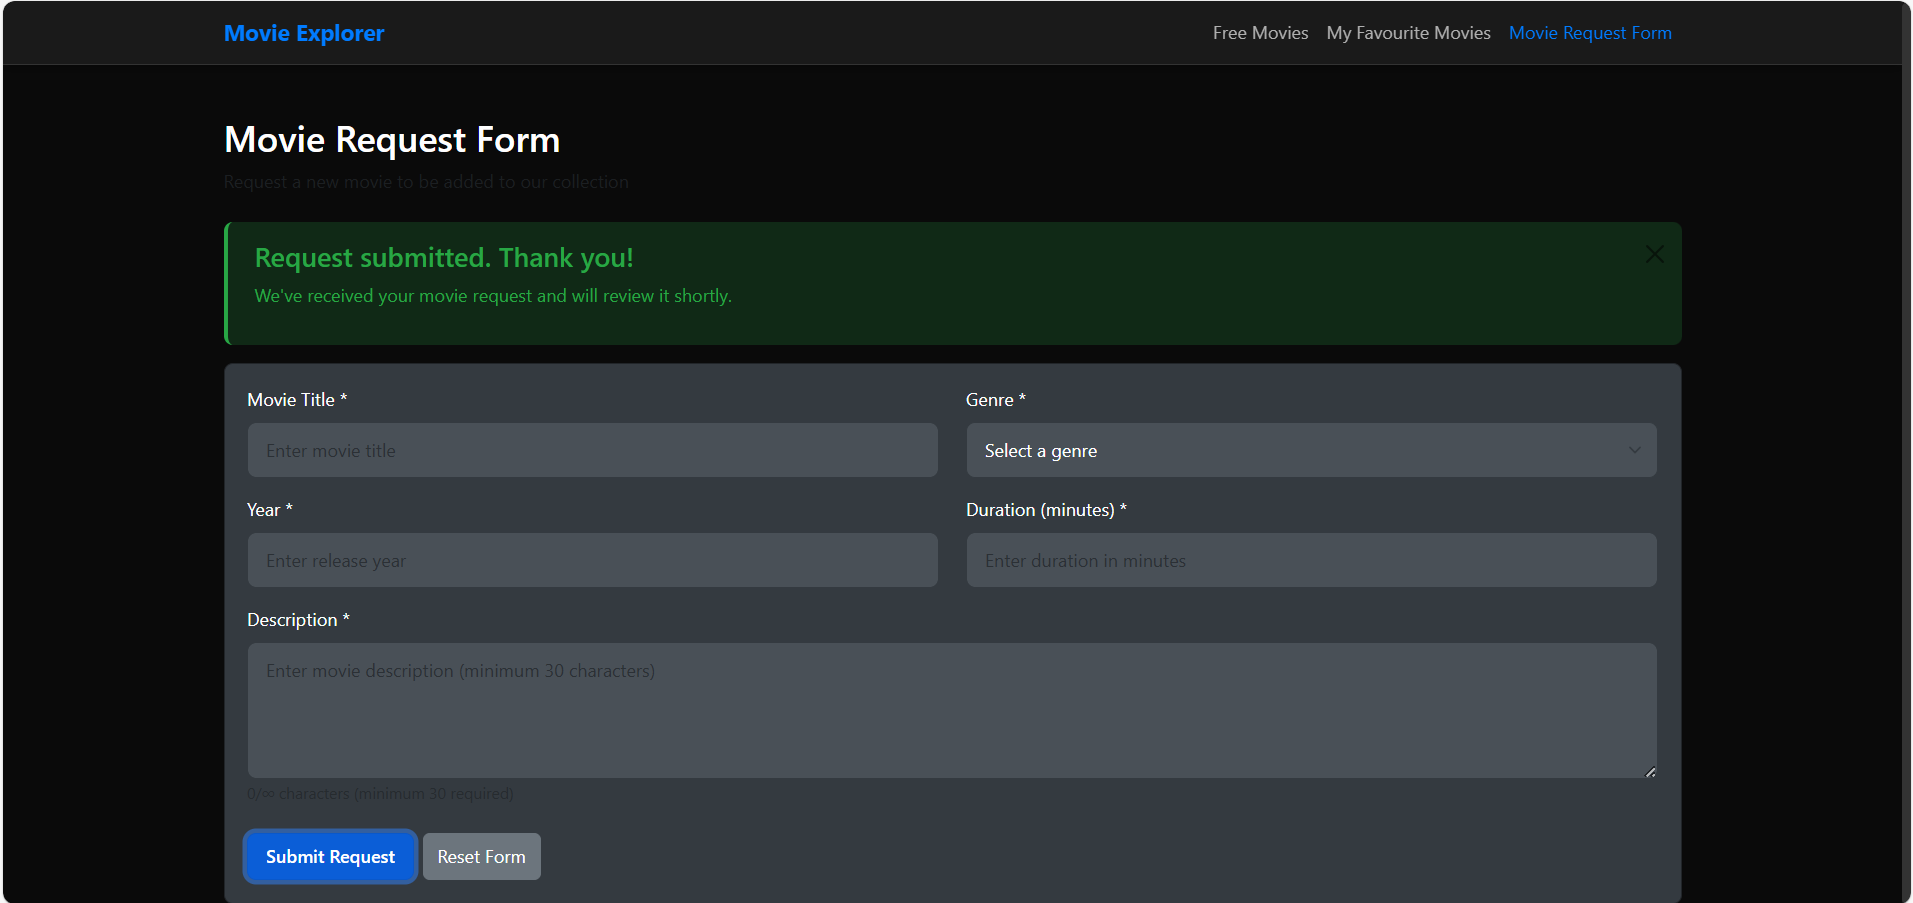 Movie Explorer
Free Movies My Favourite Movies Movie Request Form
Movie Request Form
Request a new movie to be added to our collection
Request submitted. Thank you!
We've received your movie request and will review it shortly.
Movie Title * Genre *
Enter movie title Select a genre
Year * Duration (minutes) *
Enter release year Enter duration in minutes
Description *
Enter movie description (minimum 30 characters)
0/∞ characters (minimum 30 required)
Submit Request Reset Form